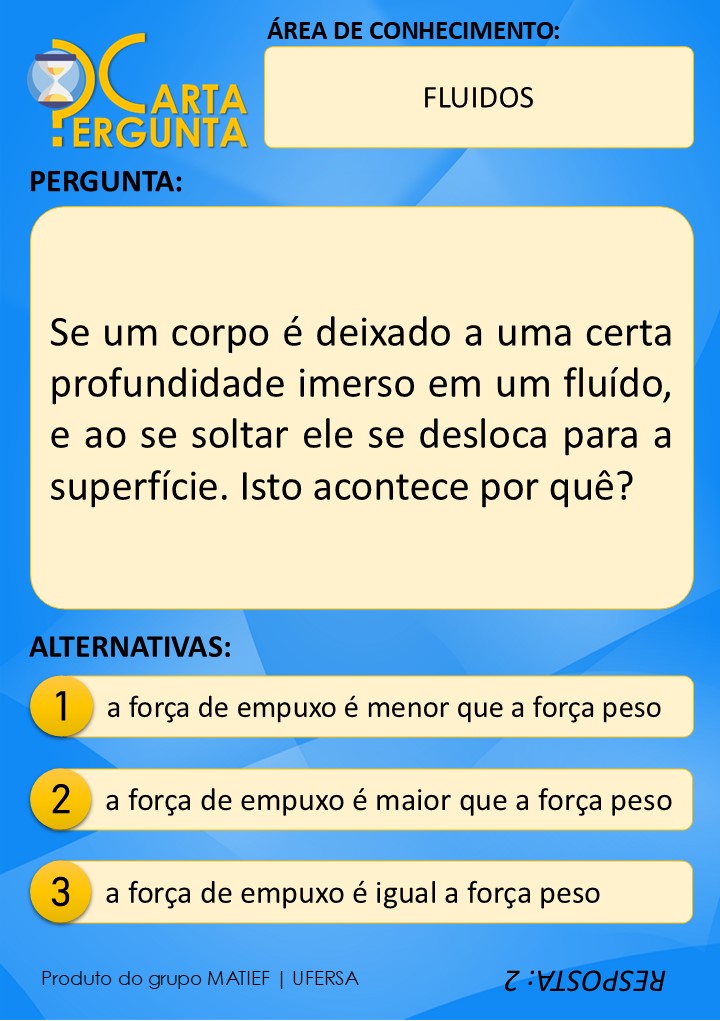 ÁREA DE CONHECIMENTO:
CARTA
PERGUNTA
FLUIDOS
PERGUNTA:
Se um corpo é deixado a uma certa
profundidade imerso em um fluído,
e ao se soltar ele se desloca para a
superfície. Isto acontece por quê?
ALTERNATIVAS:
1 a força de empuxo é menor que a força peso
2 a força de empuxo é maior que a força peso
3 a força de empuxo é igual a força peso
Produto do grupo MATIEF | UFERSA
RESPOSTA: 2